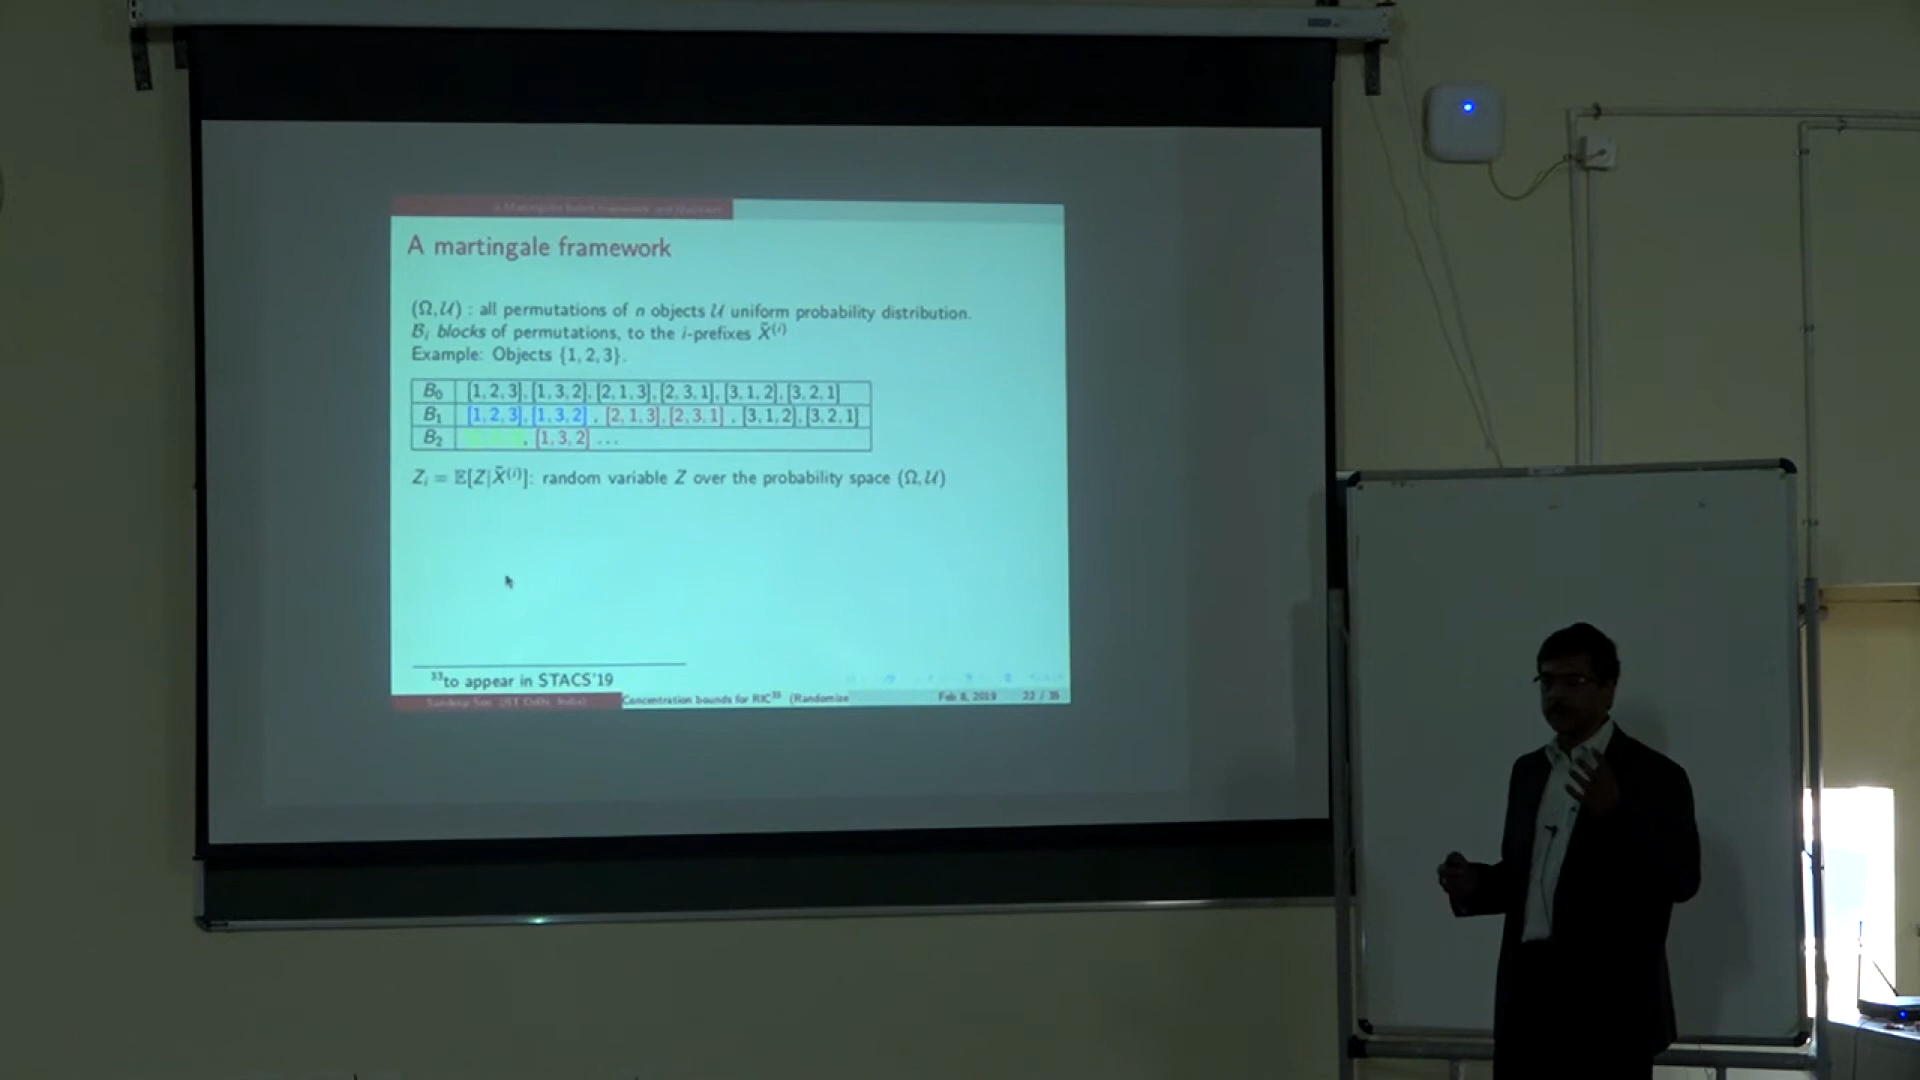 A martingale framework
(Ω, 𝒰) : all permutations of n objects 𝒰 uniform probability distribution.
ℬᵢ blocks of permutations, to the i-prefixes X̄⁽ⁱ⁾
Example: Objects {1, 2, 3}.
B₀ [1, 2, 3], [1, 3, 2], [2, 1, 3], [2, 3, 1], [3, 1, 2], [3, 2, 1]
B₁ [1, 2, 3], [1, 3, 2] , [2, 1, 3], [2, 3, 1] , [3, 1, 2], [3, 2, 1]
B₂ , [1, 3, 2] ...
Zᵢ = 𝔼[Z|X̄⁽ⁱ⁾]: random variable Z over the probability space (Ω, 𝒰)
³³to appear in STACS'19
Concentration bounds for RIC³³ (Randomize Feb 8, 2019 22 / 35